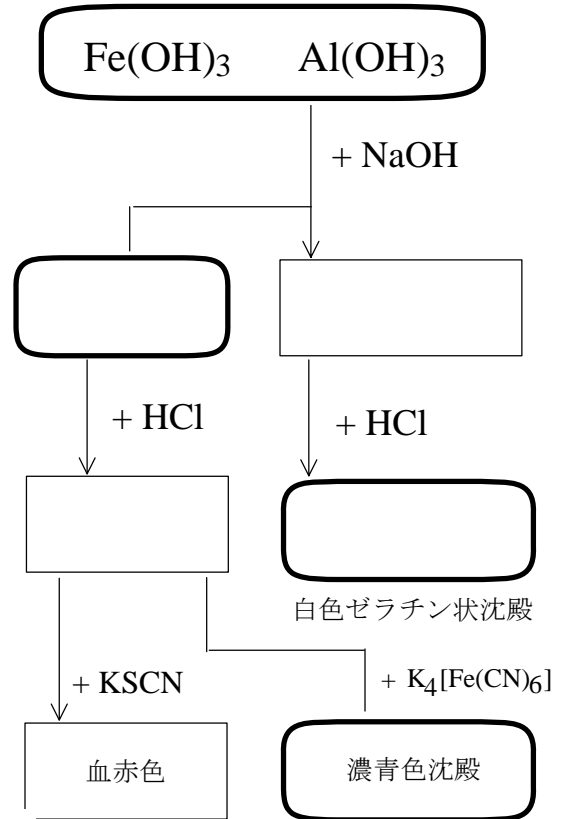 Fe(OH)₃ Al(OH)₃
+ NaOH
+ HCl
+ HCl
白色ゼラチン状沈殿
+ KSCN
+ K₄[Fe(CN)₆]
血赤色
濃青色沈殿